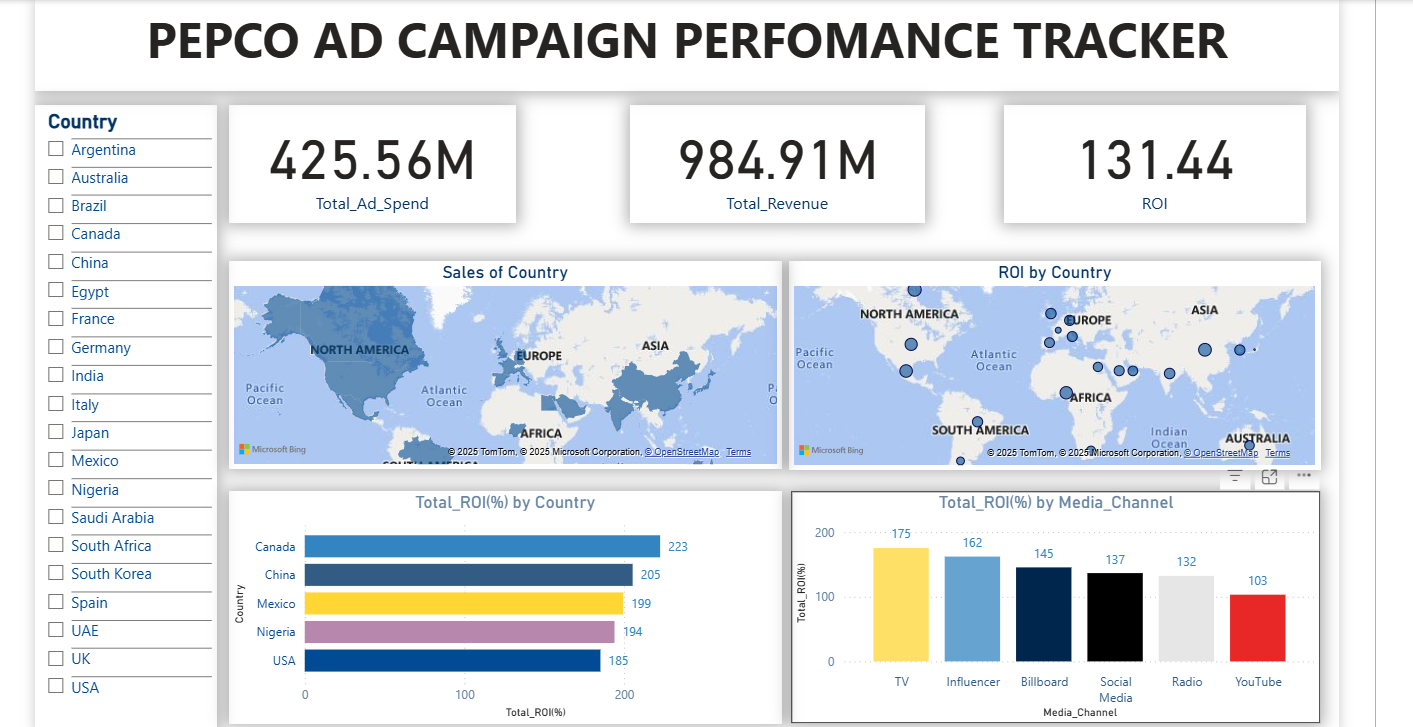 PEPCO AD CAMPAIGN PERFOMANCE TRACKER
Country
Argentina
Australia
Brazil
Canada
China
Egypt
France
Germany
India
Italy
Japan
Mexico
Nigeria
Saudi Arabia
South Africa
South Korea
Spain
UAE
UK
USA
425.56M
Total_Ad_Spend
984.91M
Total_Revenue
131.44
ROI
Sales of Country
NORTH AMERICA
EUROPE
ASIA
Pacific
Ocean
Atlantic
Ocean
AFRICA
SOUTH AMERICA
Microsoft Bing
© 2025 TomTom, © 2025 Microsoft Corporation, © OpenStreetMap Terms
ROI by Country
NORTH AMERICA
EUROPE
ASIA
Pacific
Ocean
Atlantic
Ocean
AFRICA
SOUTH AMERICA
Indian
Ocean
AUSTRALIA
Microsoft Bing
© 2025 TomTom, © 2025 Microsoft Corporation, © OpenStreetMap Terms
Total_ROI(%) by Country
Country
Canada 223
China 205
Mexico 199
Nigeria 194
USA 185
0 100 200
Total_ROI(%)
Total_ROI(%) by Media_Channel
Total_ROI(%)
200
100
0
175
162
145
137
132
103
TV
Influencer
Billboard
Social
Media
Radio
YouTube
Media_Channel